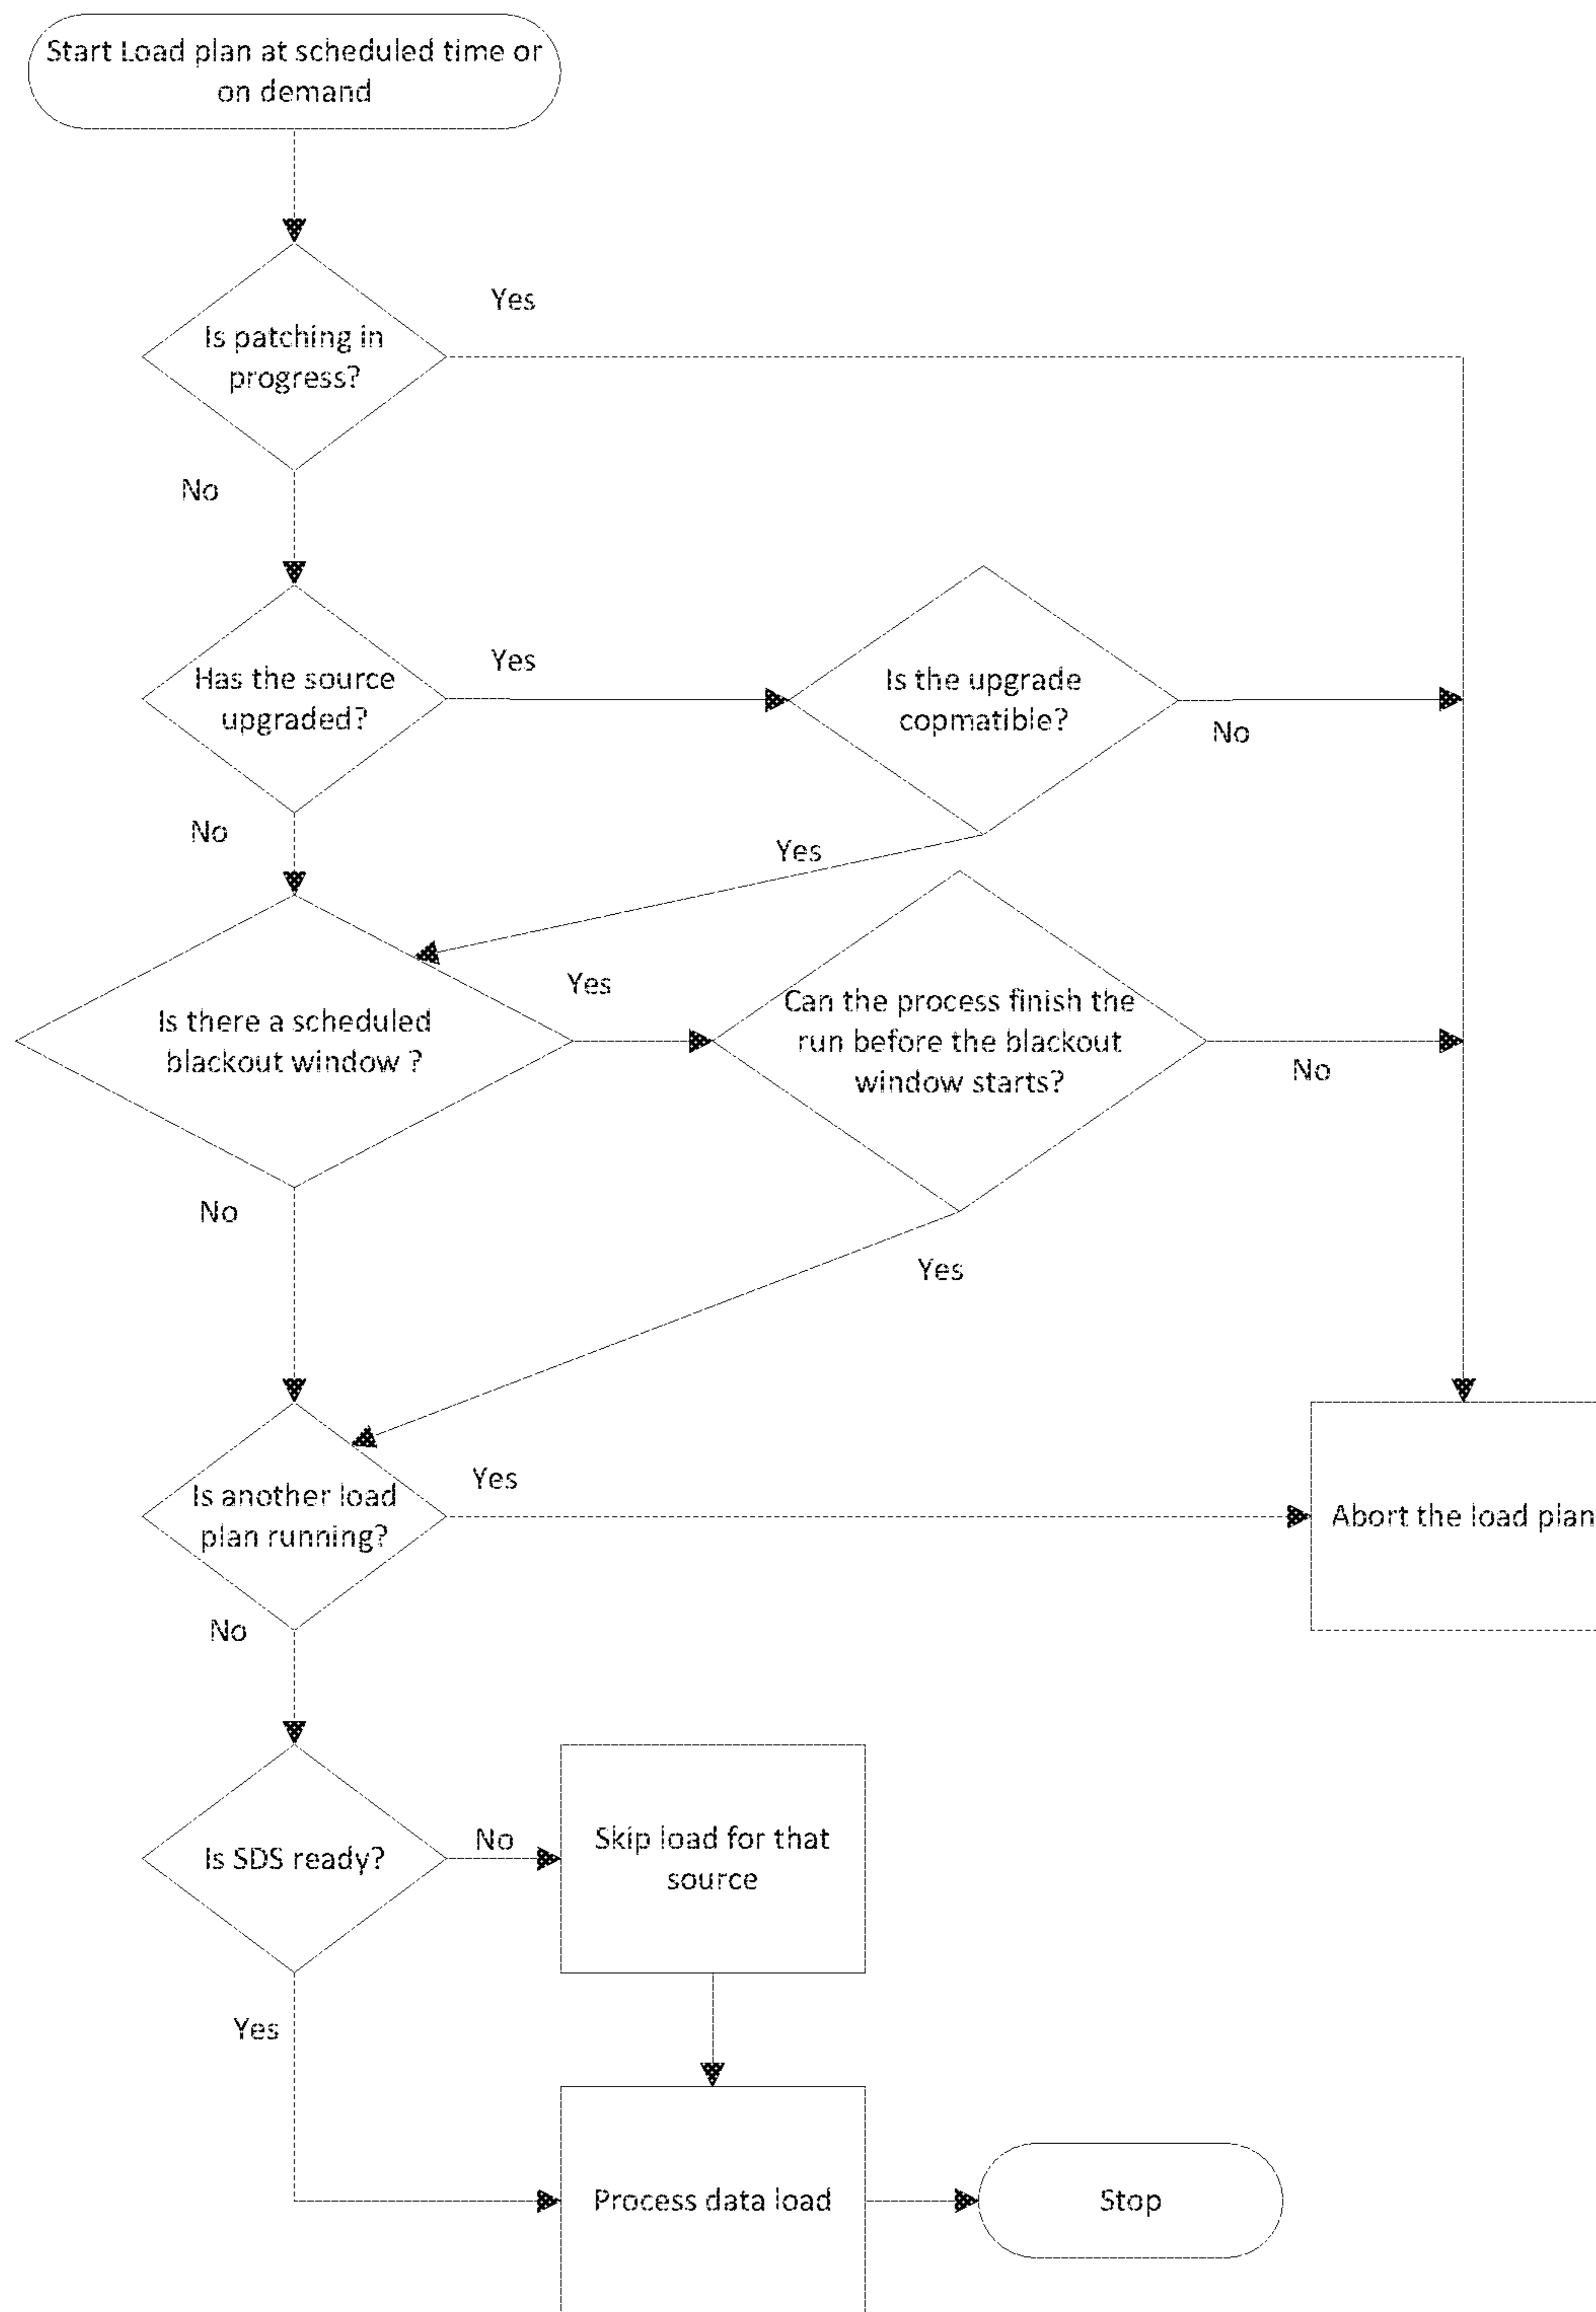 Start Load plan at scheduled time or
on demand
Yes
Is patching in
progress?
No
Yes
Has the source
upgraded?
Is the upgrade
copmatible?
No
No
Yes
Yes
Is there a scheduled
blackout window ?
Can the process finish the
run before the blackout
window starts?
No
No
Yes
Yes
Is another load
plan running?
Abort the load plan
No
No
Is SDS ready?
Skip load for that
source
Yes
Process data load
Stop